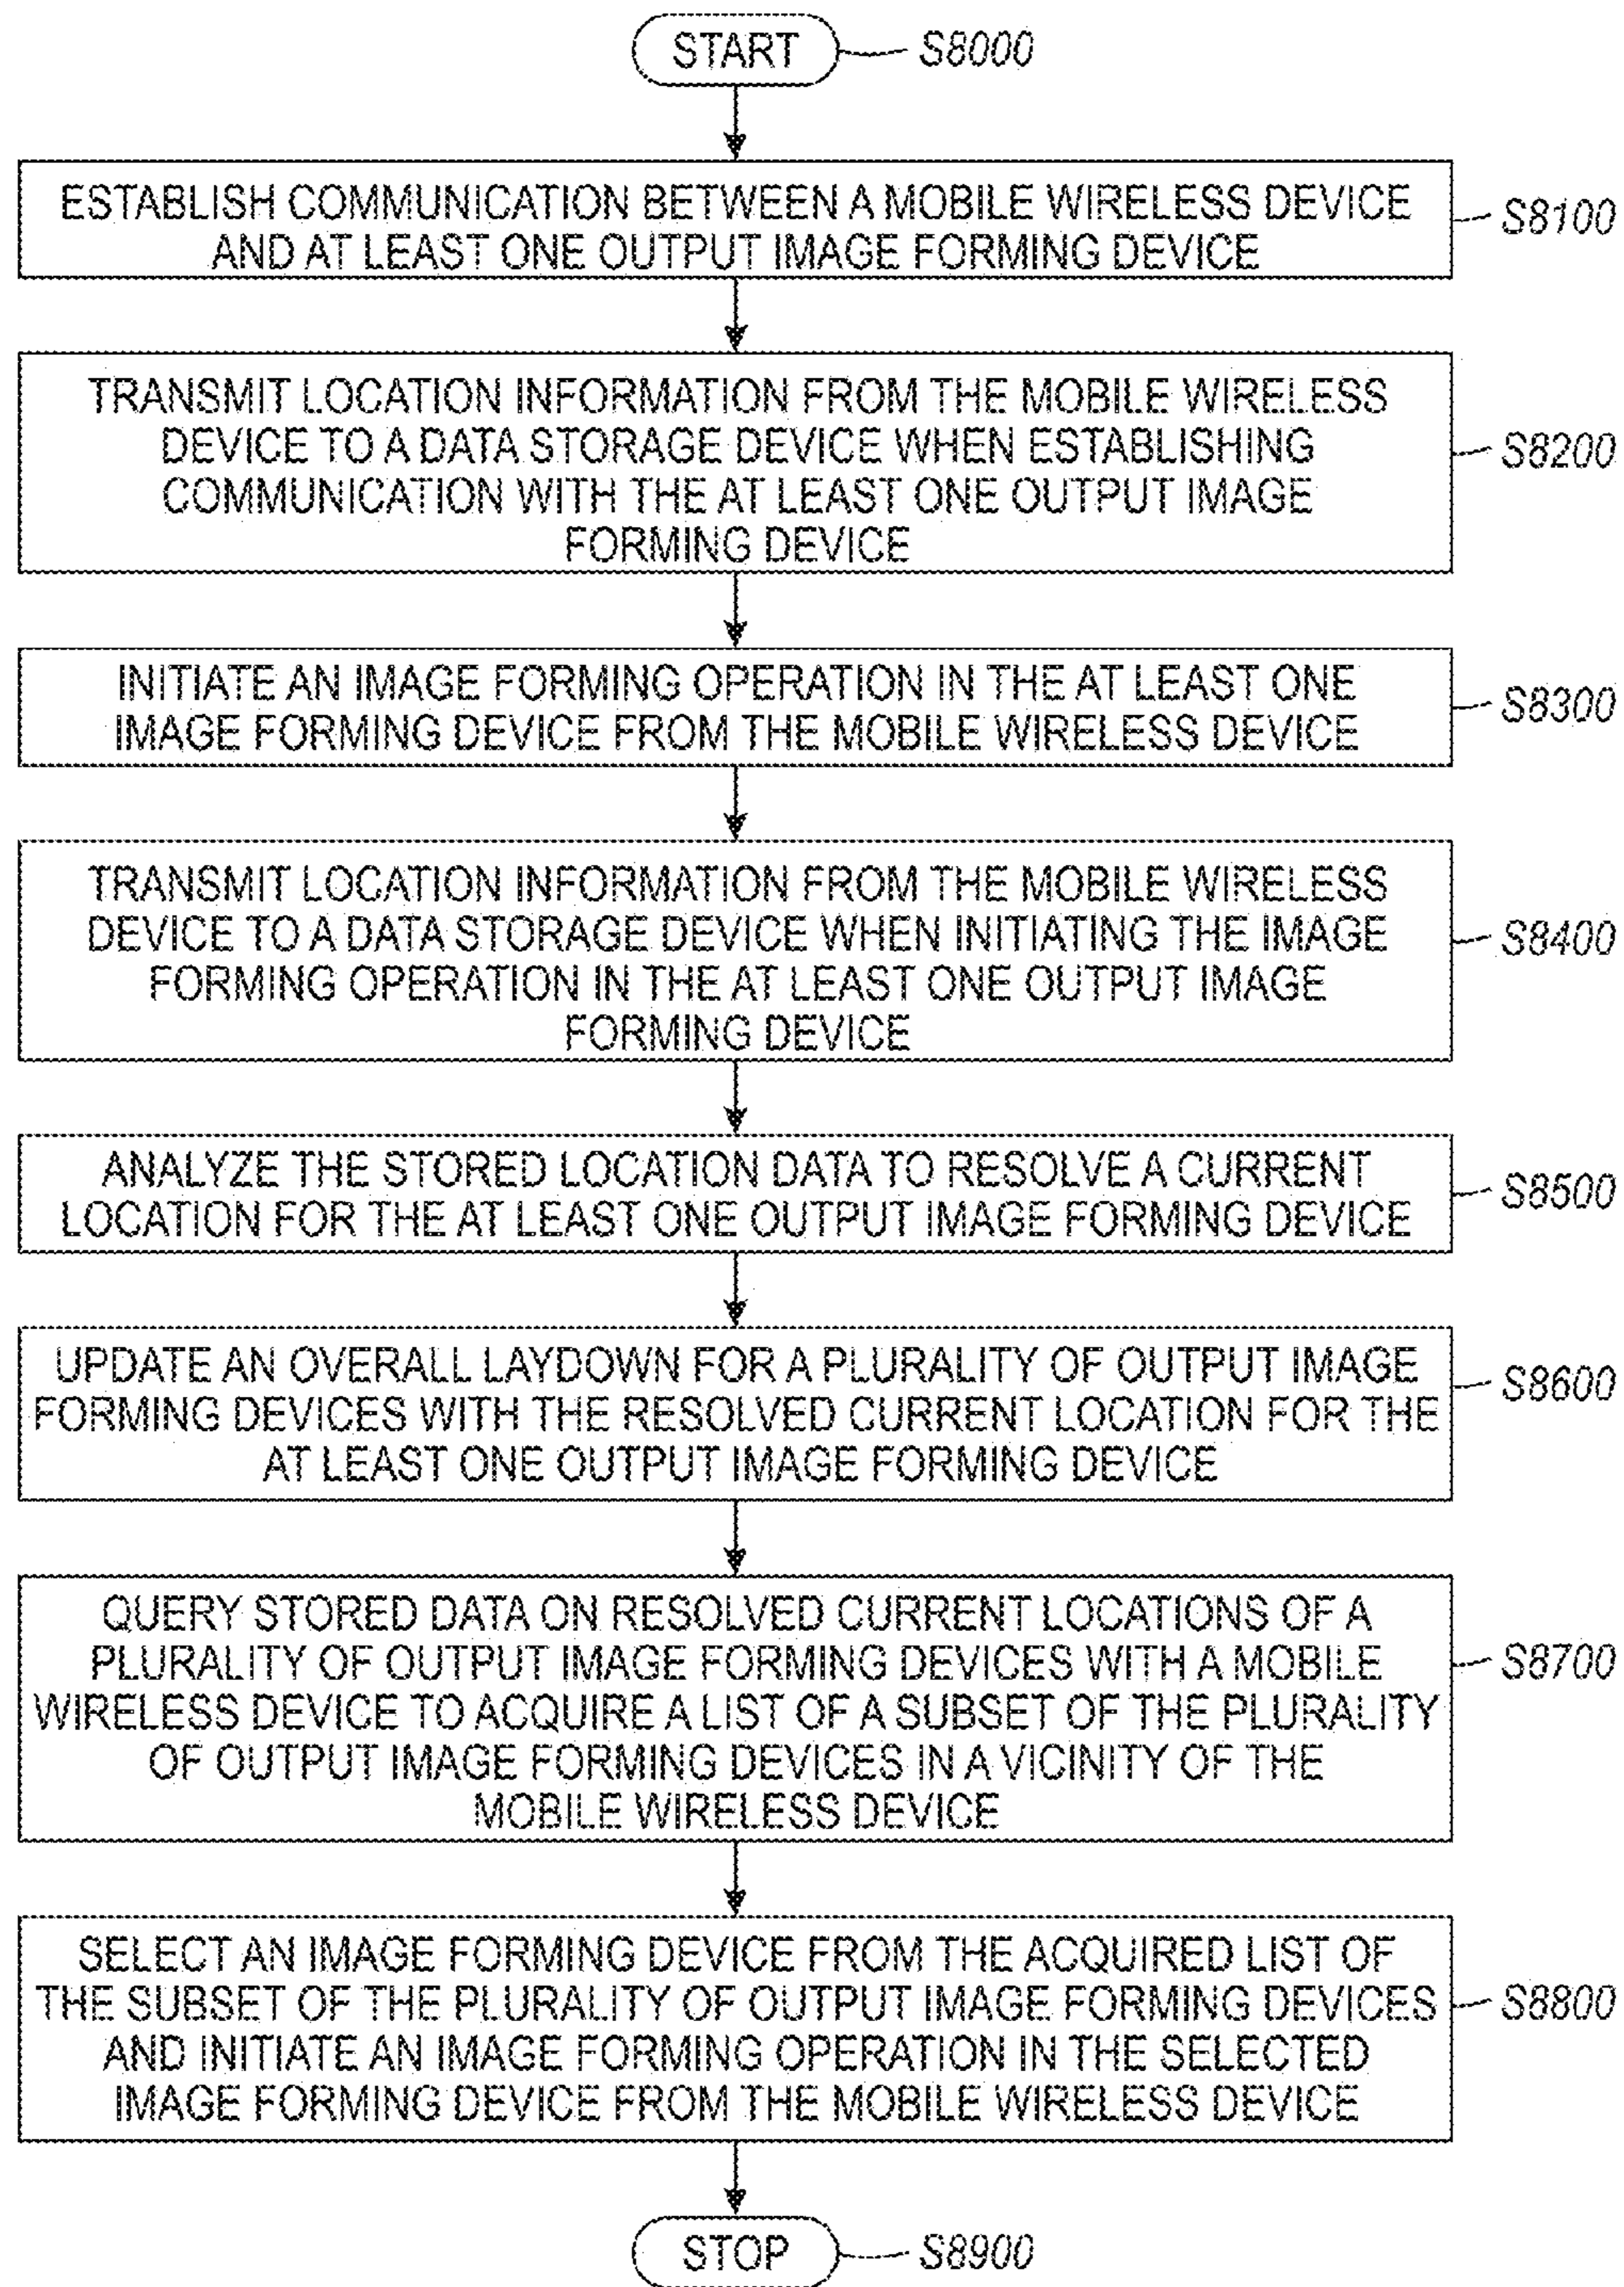 START
S8000
ESTABLISH COMMUNICATION BETWEEN A MOBILE WIRELESS DEVICE
AND AT LEAST ONE OUTPUT IMAGE FORMING DEVICE
S8100
TRANSMIT LOCATION INFORMATION FROM THE MOBILE WIRELESS
DEVICE TO A DATA STORAGE DEVICE WHEN ESTABLISHING
COMMUNICATION WITH THE AT LEAST ONE OUTPUT IMAGE
FORMING DEVICE
S8200
INITIATE AN IMAGE FORMING OPERATION IN THE AT LEAST ONE
IMAGE FORMING DEVICE FROM THE MOBILE WIRELESS DEVICE
S8300
TRANSMIT LOCATION INFORMATION FROM THE MOBILE WIRELESS
DEVICE TO A DATA STORAGE DEVICE WHEN INITIATING THE IMAGE
FORMING OPERATION IN THE AT LEAST ONE OUTPUT IMAGE
FORMING DEVICE
S8400
ANALYZE THE STORED LOCATION DATA TO RESOLVE A CURRENT
LOCATION FOR THE AT LEAST ONE OUTPUT IMAGE FORMING DEVICE
S8500
UPDATE AN OVERALL LAYDOWN FOR A PLURALITY OF OUTPUT IMAGE
FORMING DEVICES WITH THE RESOLVED CURRENT LOCATION FOR THE
AT LEAST ONE OUTPUT IMAGE FORMING DEVICE
S8600
QUERY STORED DATA ON RESOLVED CURRENT LOCATIONS OF A
PLURALITY OF OUTPUT IMAGE FORMING DEVICES WITH A MOBILE
WIRELESS DEVICE TO ACQUIRE A LIST OF A SUBSET OF THE PLURALITY
OF OUTPUT IMAGE FORMING DEVICES IN A VICINITY OF THE
MOBILE WIRELESS DEVICE
S8700
SELECT AN IMAGE FORMING DEVICE FROM THE ACQUIRED LIST OF
THE SUBSET OF THE PLURALITY OF OUTPUT IMAGE FORMING DEVICES
AND INITIATE AN IMAGE FORMING OPERATION IN THE SELECTED
IMAGE FORMING DEVICE FROM THE MOBILE WIRELESS DEVICE
S8800
STOP
S8900